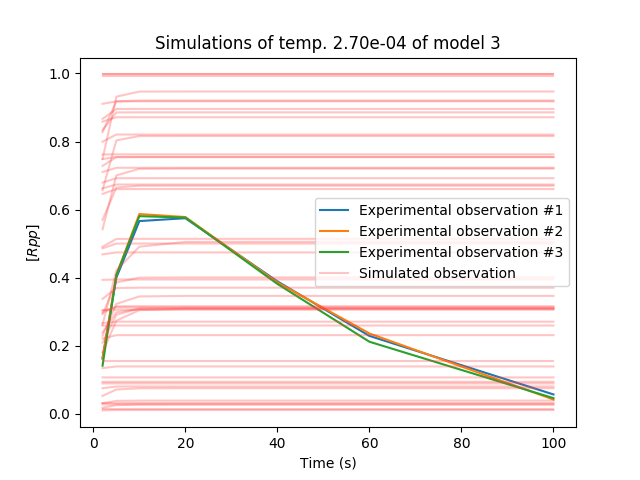 Simulations of temp. 2.70e-04 of model 3
[Rpp]
1.0
0.8
0.6
0.4
0.2
0.0
Experimental observation #1
Experimental observation #2
Experimental observation #3
Simulated observation
0 20 40 60 80 100
Time (s)